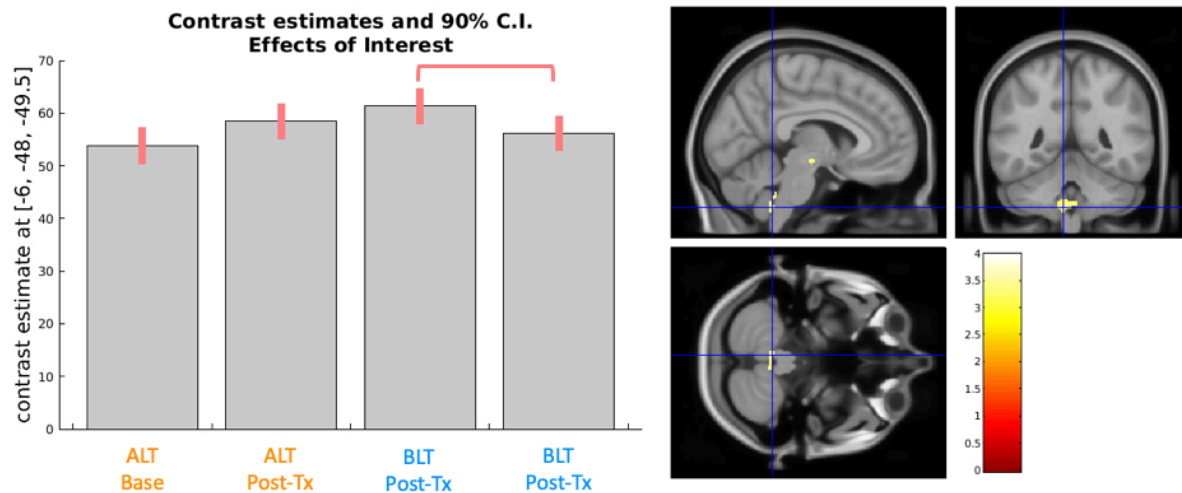 Contrast estimates and 90% C.I.
Effects of Interest
contrast estimate at [-6, -48, -49.5]
70
60
50
40
30
20
10
0
ALT
Base
ALT
Post-Tx
BLT
Post-Tx
BLT
Post-Tx
4
3.5
3
2.5
2
1.5
1
0.5
0